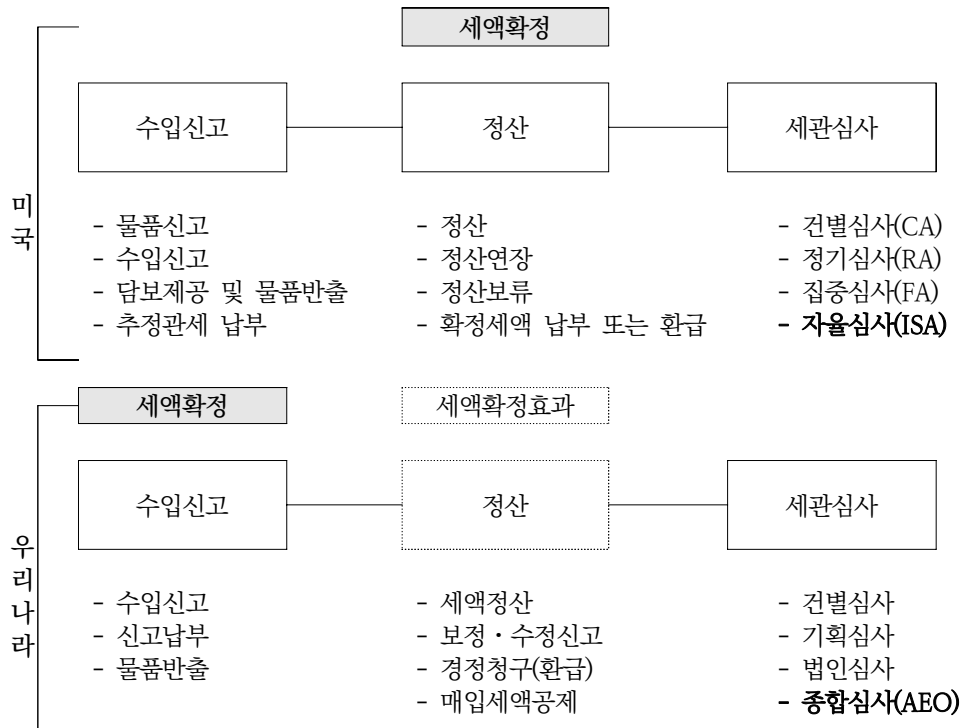 미국
세액확정
수입신고
정산
세관심사
- 물품신고
- 수입신고
- 담보제공 및 물품반출
- 추정관세 납부
- 정산
- 정산연장
- 정산보류
- 확정세액 납부 또는 환급
- 건별심사(CA)
- 정기심사(RA)
- 집중심사(FA)
- 자율심사(ISA)
우리나라
세액확정
세액확정효과
수입신고
정산
세관심사
- 수입신고
- 신고납부
- 물품반출
- 세액정산
- 보정・수정신고
- 경정청구(환급)
- 매입세액공제
- 건별심사
- 기획심사
- 법인심사
- 종합심사(AEO)